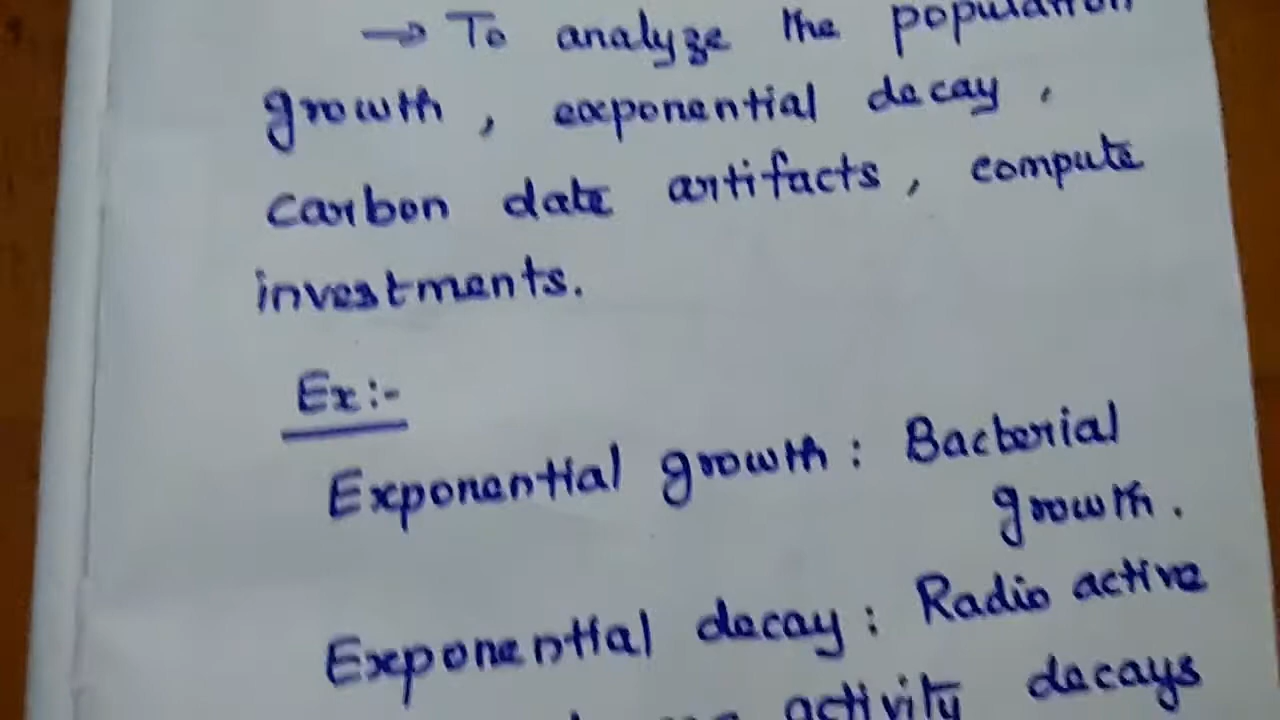 → To analyze the population
growth, exponential decay,
carbon date artifacts, compute
investments.
Ex:-
Exponential growth: Bacterial
growth.
Exponential decay: Radio active
activity decays